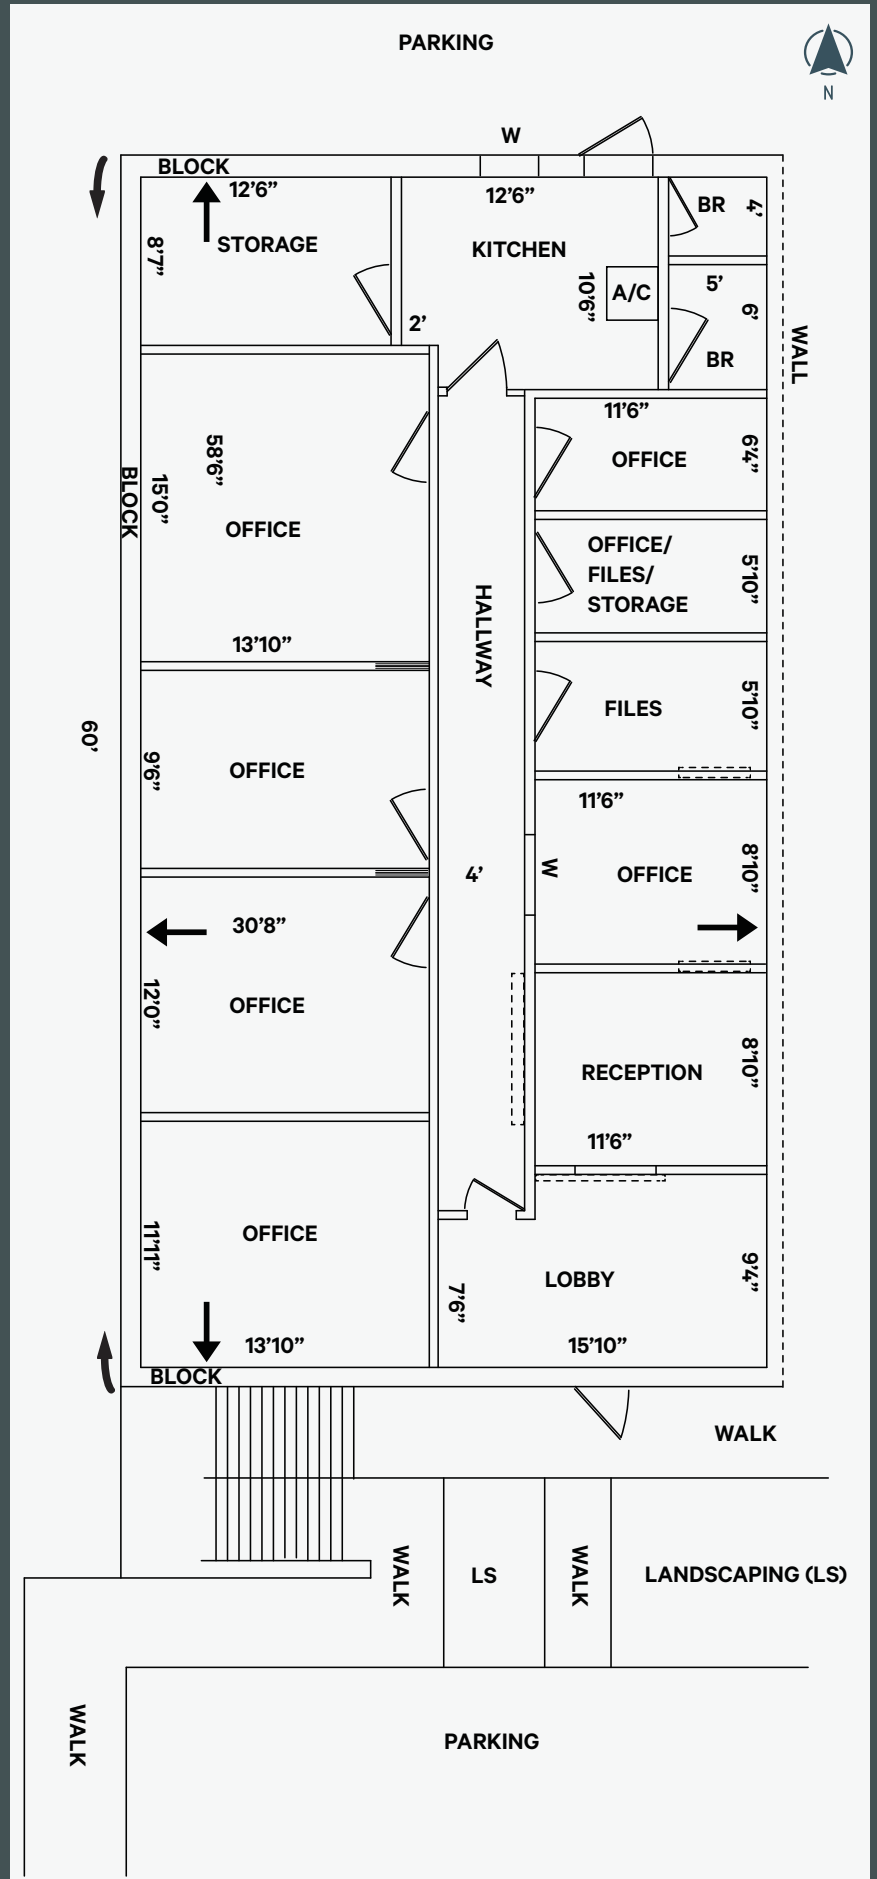 PARKING
N
W
BLOCK
12’6”
12’6”
BR
4’
8’7”
STORAGE
KITCHEN
5’
10’6”
A/C
6’
2’
BR
WALL
11’6”
58’6”
6’4”
OFFICE
BLOCK
15’0”
OFFICE
OFFICE/
FILES/
STORAGE
5’10”
HALLWAY
13’10”
FILES
5’10”
60’
9’6”
OFFICE
11’6”
4’
W
OFFICE
8’10”
30’8”
12’0”
OFFICE
RECEPTION
8’10”
11’6”
11’11”
OFFICE
LOBBY
9’4”
7’6”
13’10”
15’10”
BLOCK
WALK
WALK
LS
WALK
LANDSCAPING (LS)
WALK
PARKING